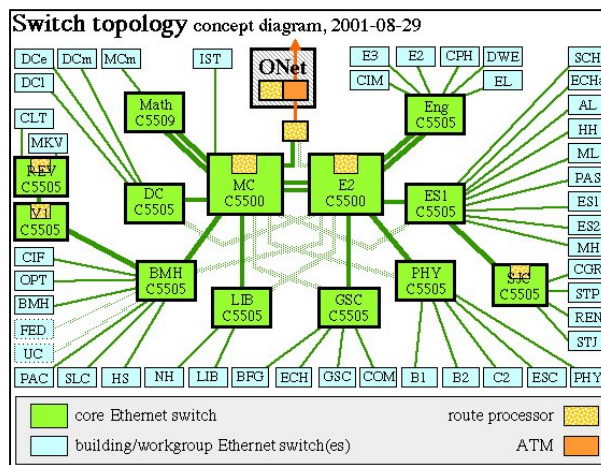 Switch topology concept diagram, 2001-08-29
DCe DCm MCm IST ONet E3 E2 CPH DWE SCH
DCl CIM EL ECHa
Math
C5509
Eng
C5505
AL
CLT
HH
MKV
ML
REV
C5505
MC
C5500
E2
C5500
PAS
DC
C5505
ES1
C5505
ES1
V1
C5505
ES2
MH
CIF
BMH
C5505
PHY
C5505
SJC
C5505
CGR
OPT
LIB
C5505
GSC
C5505
STP
BMH
REN
FED
STJ
UC
PAC SLC HS NH LIB BFG ECH GSC COM B1 B2 C2 ESC PHY
core Ethernet switch
route processor
building/workgroup Ethernet switch(es)
ATM